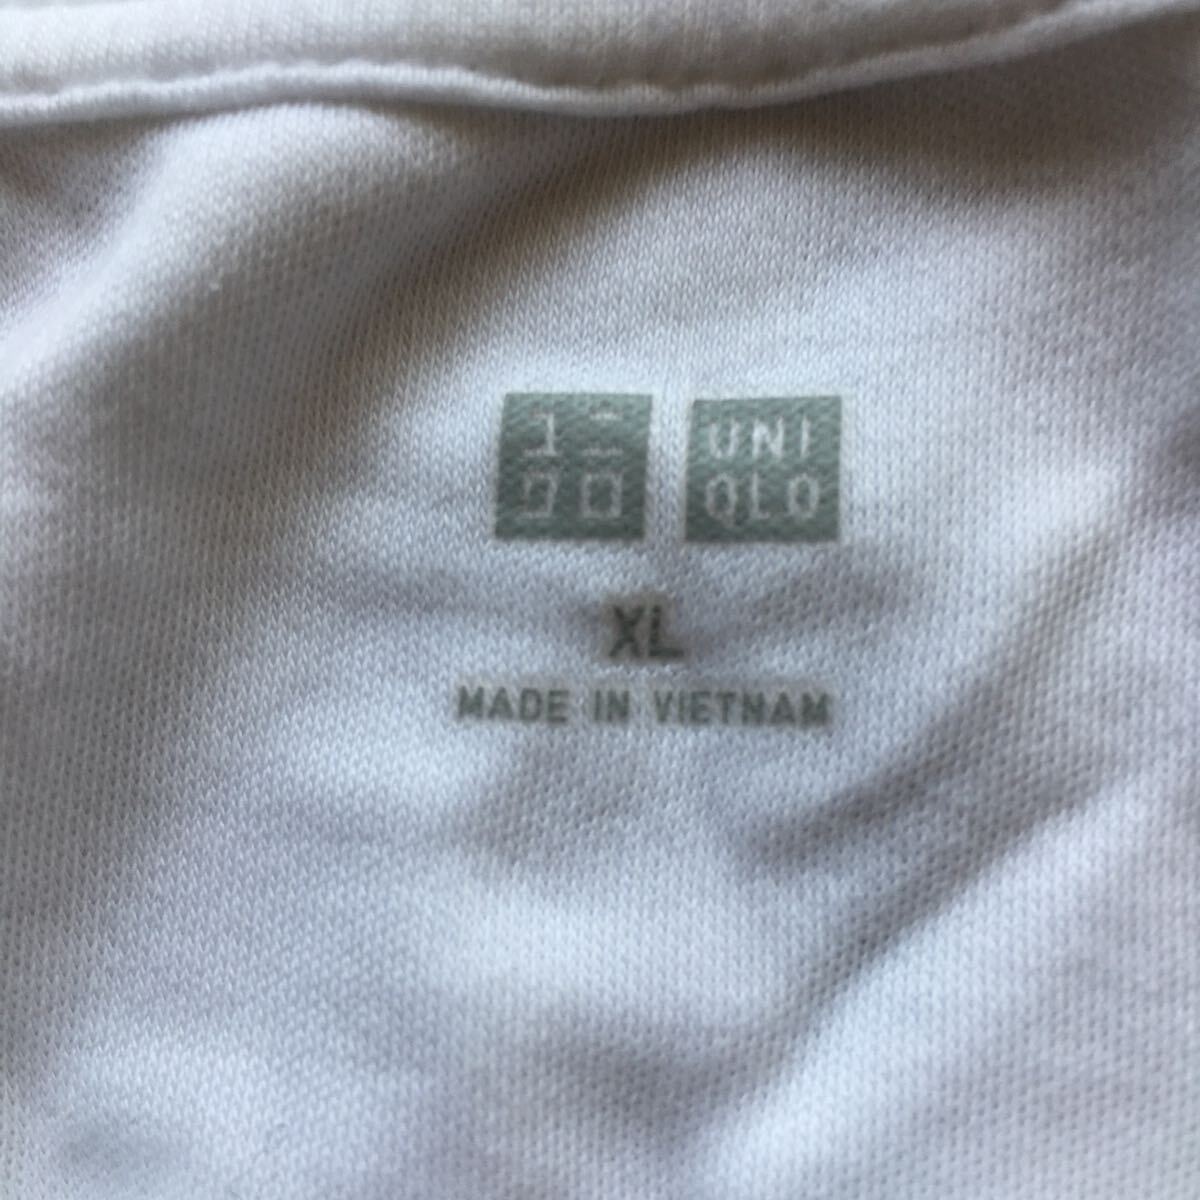 ユニ UNI
クロ QLO
XL
MADE IN VIETNAM